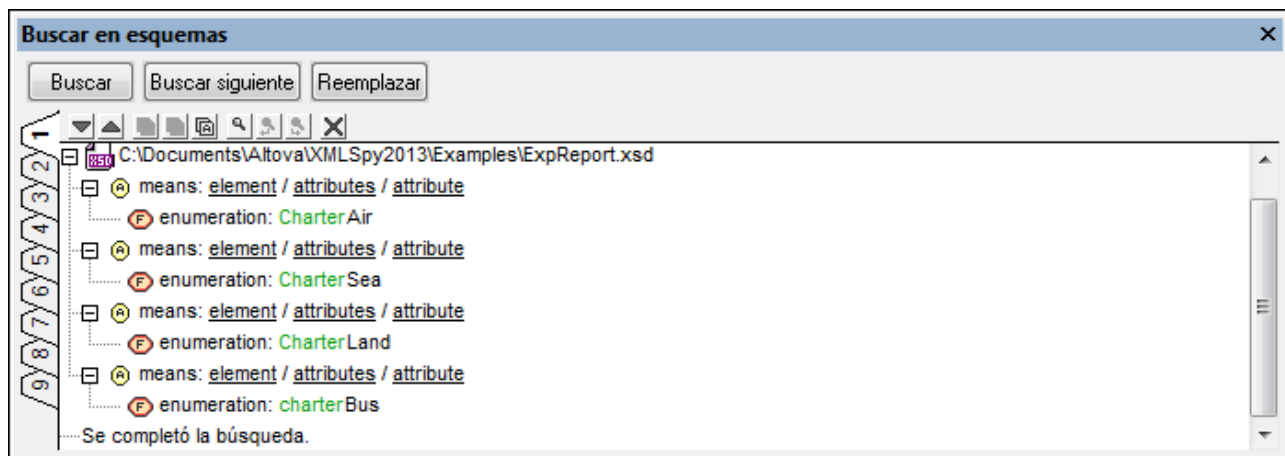 Buscar en esquemas
Buscar Buscar siguiente Reemplazar
1
2
3
4
5
6
7
8
9
XSD C:\Documents\Altova\XMLSpy2013\Examples\ExpReport.xsd
A means: element / attributes / attribute
F enumeration: CharterAir
A means: element / attributes / attribute
F enumeration: CharterSea
A means: element / attributes / attribute
F enumeration: CharterLand
A means: element / attributes / attribute
F enumeration: charterBus
Se completó la búsqueda.